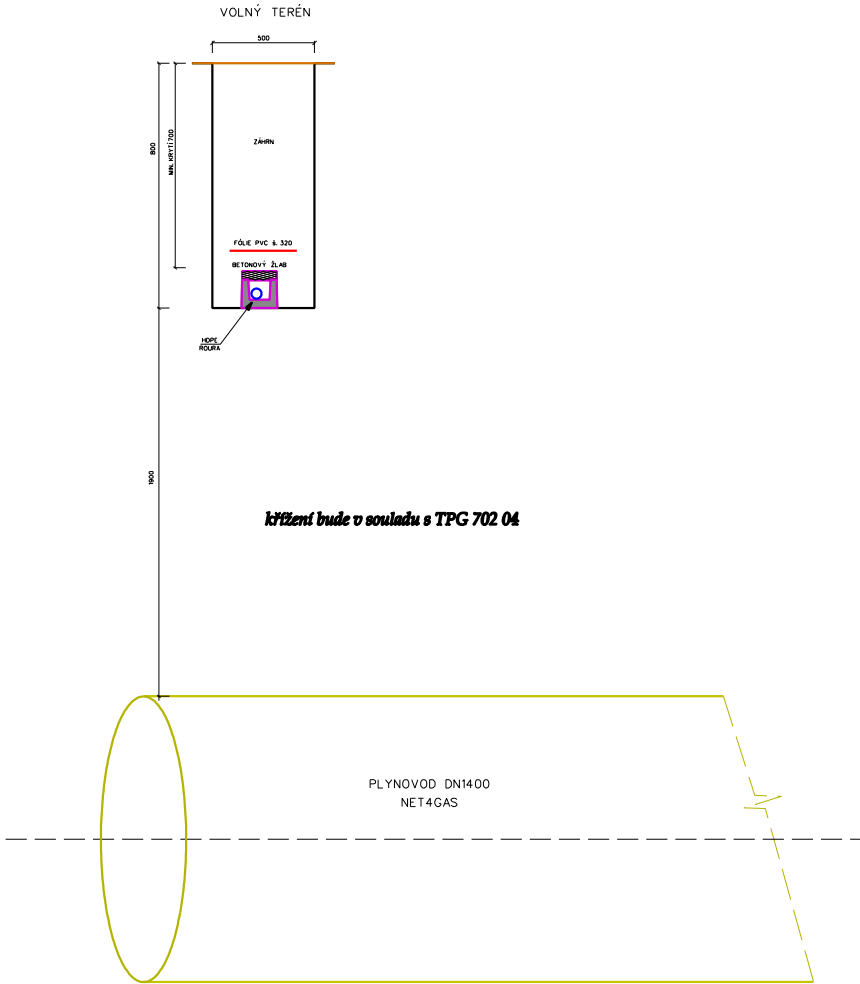 VOLNÝ TERÉN
500
800
MIN. KRYTÍ 700
ZÁHRN
FÓLIE PVC š. 320
BETONOVÝ ŽLAB
HDPE
ROURA
1900
křížení bude v souladu s TPG 702 04
PLYNOVOD DN1400
NET4GAS